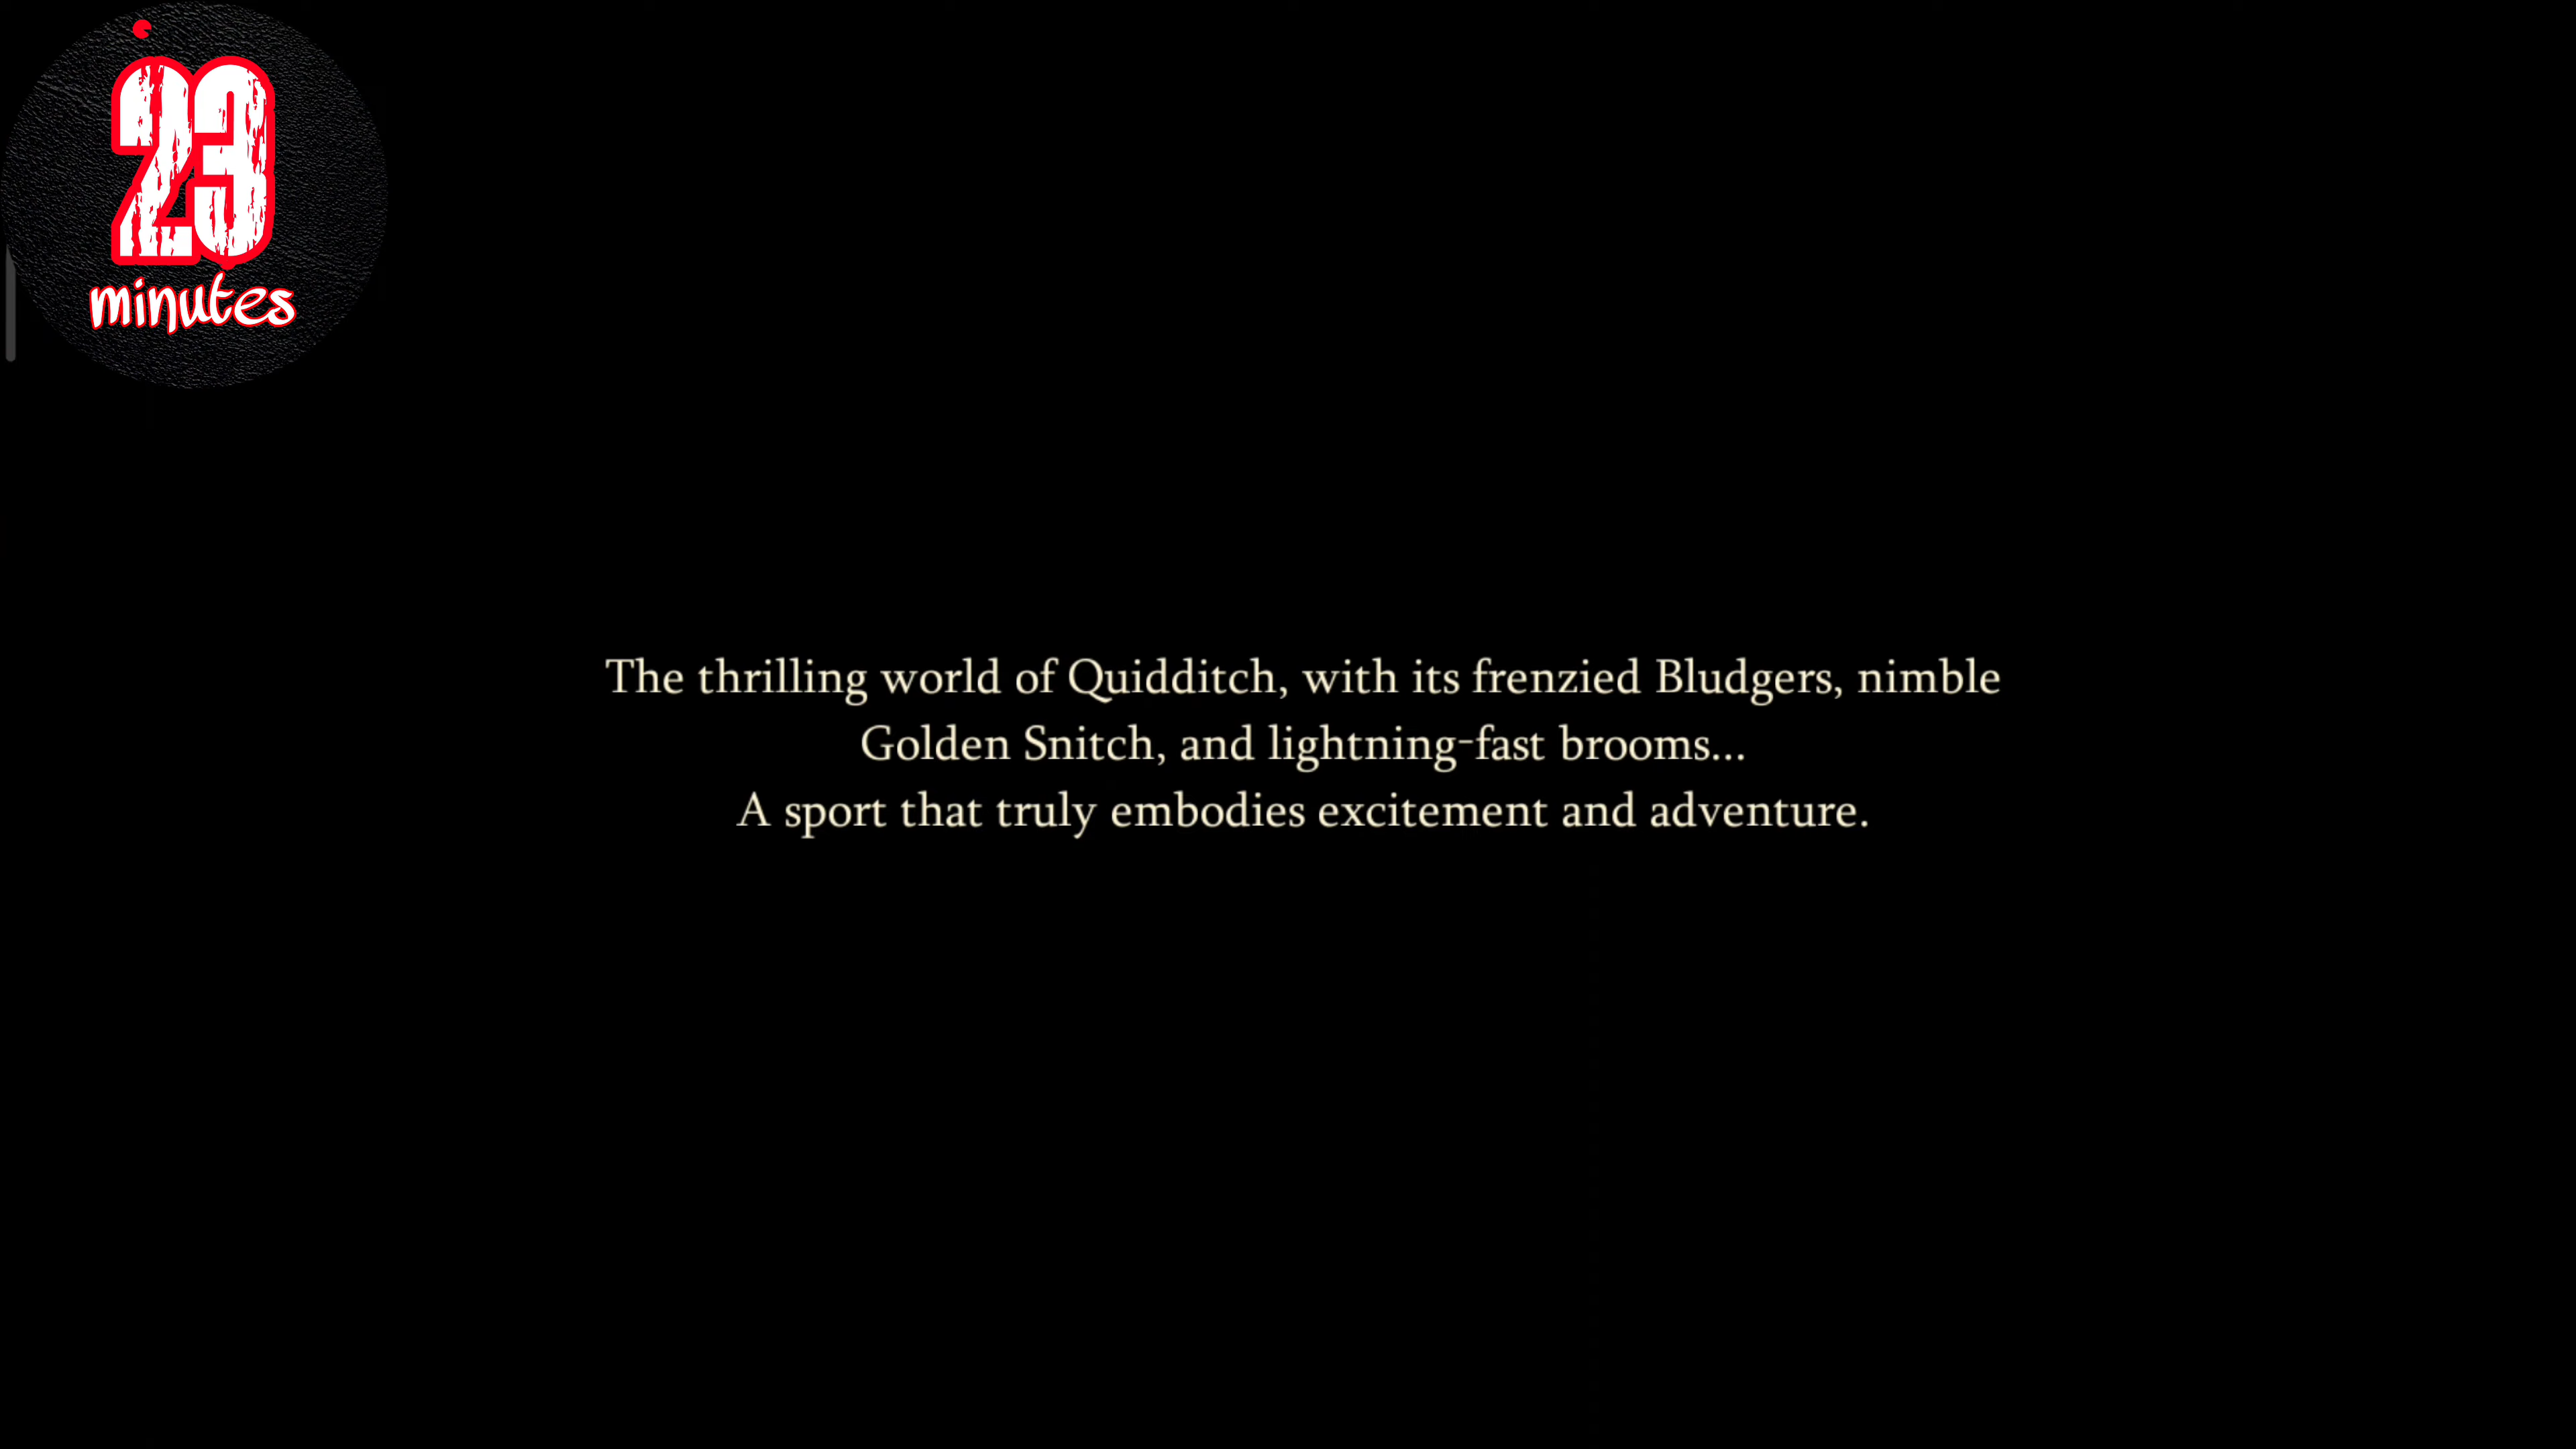 23
minutes
The thrilling world of Quidditch, with its frenzied Bludgers, nimble
Golden Snitch, and lightning-fast brooms...
A sport that truly embodies excitement and adventure.